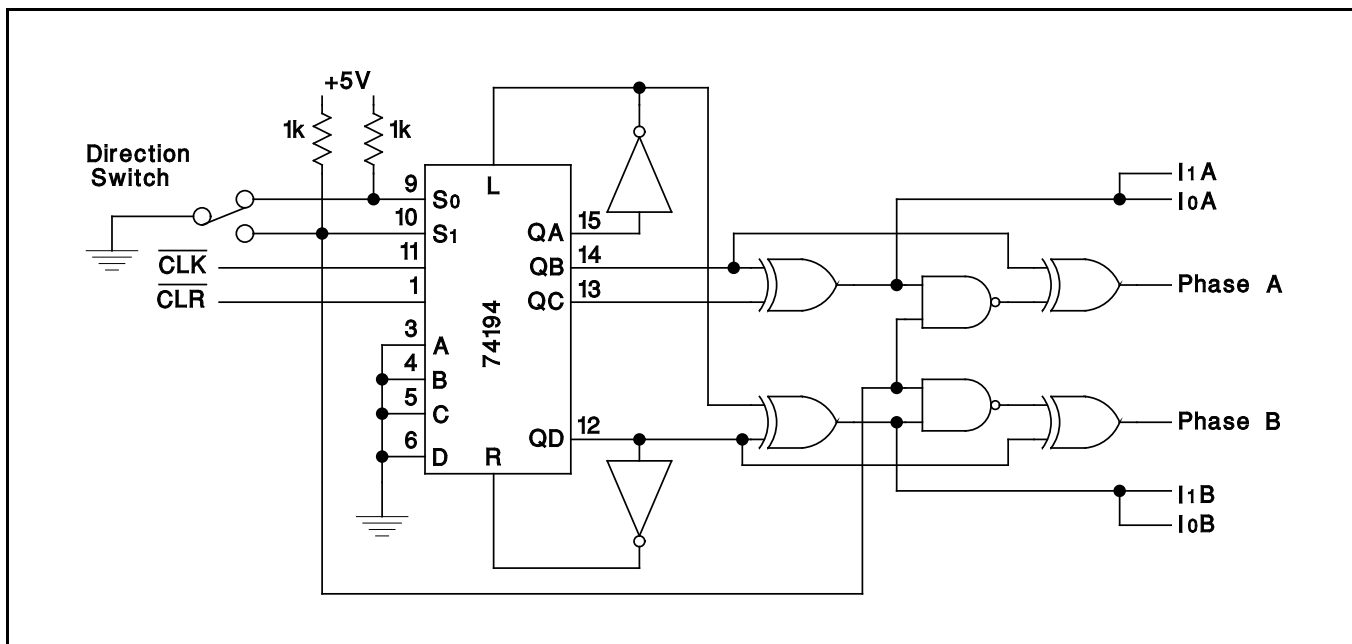 +5V
1k
1k
Direction
Switch
9
S0
10
S1
11
CLK
1
CLR
3
A
4
B
5
C
6
D
L
R
74194
QA
15
QB
14
QC
13
QD
12
I1A
I0A
Phase A
Phase B
I1B
I0B